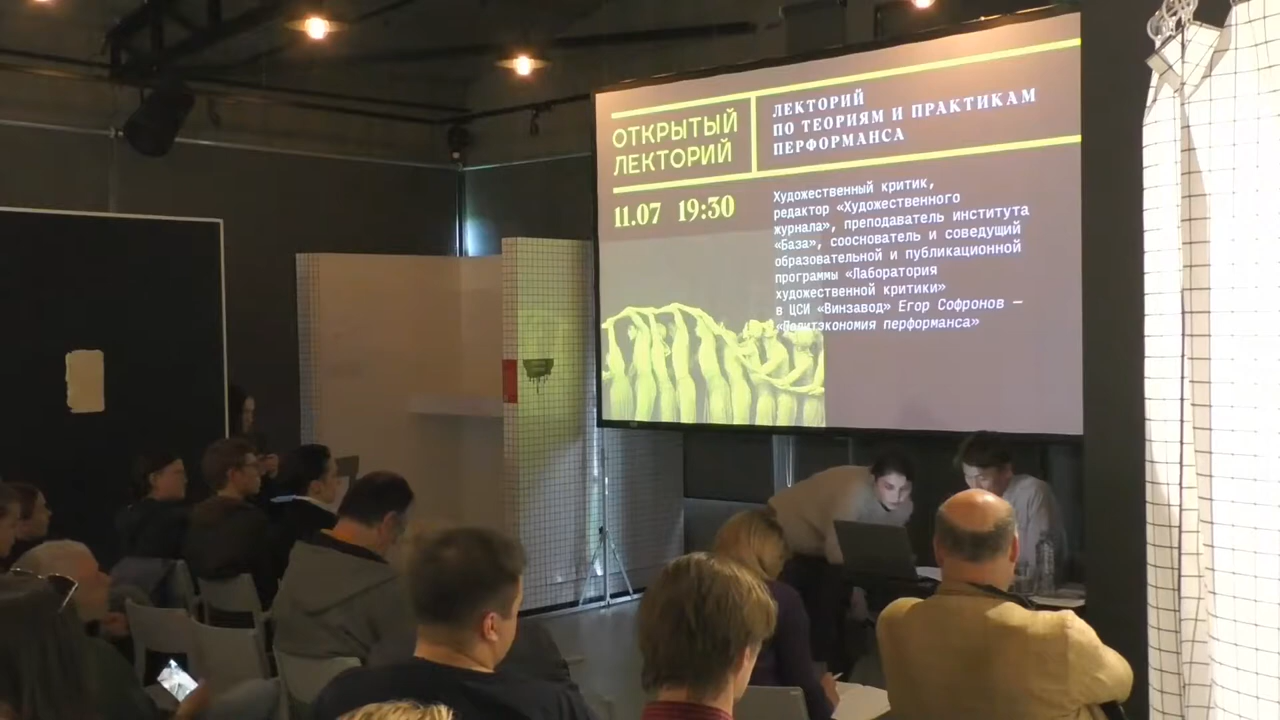 ОТКРЫТЫЙ
ЛЕКТОРИЙ
ЛЕКТОРИЙ
ПО ТЕОРИЯМ И ПРАКТИКАМ
ПЕРФОРМАНСА
11.07 19:30
Художественный критик,
редактор «Художественного
журнала», преподаватель института
«База», сооснователь и соведущий
образовательной и публикационной
программы «Лаборатория
художественной критики»
в ЦСИ «Винзавод» Егор Софронов —
«Политэкономия перформанса»